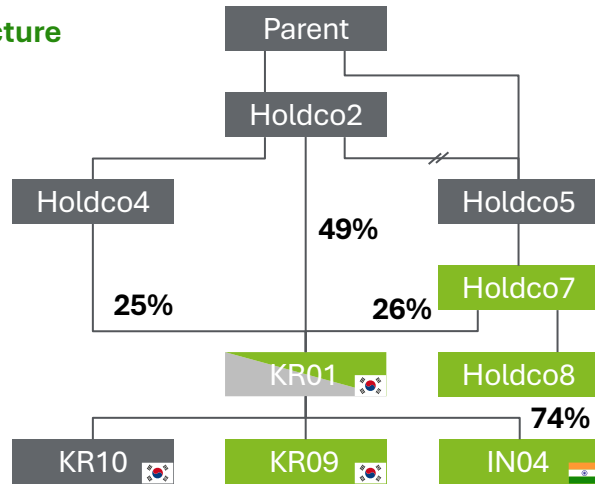 cture
Parent
Holdco2
Holdco4
Holdco5
49%
Holdco7
25%
26%
KR01
Holdco8
74%
KR10
KR09
IN04